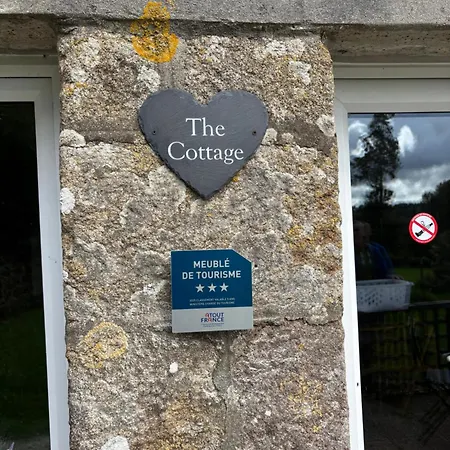 The
Cottage
MEUBLÉ
DE TOURISME
★★★
ATOUT
FRANCE